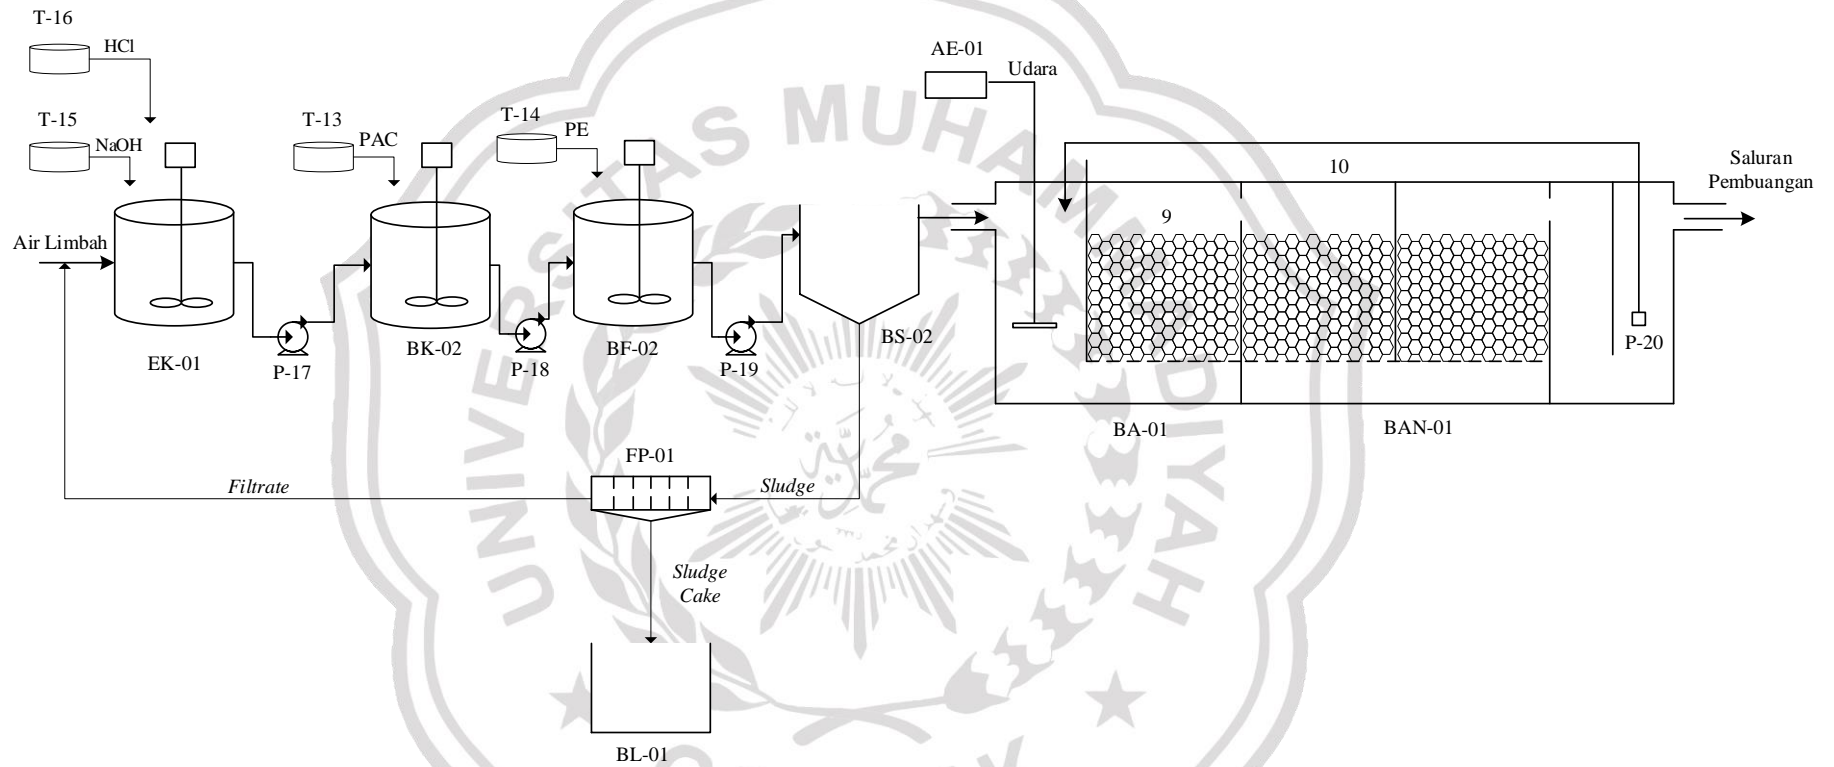 T-16
HCl
T-15
NaOH
T-13
PAC
T-14
PE
AE-01
Udara
10
9
Saluran
Pembuangan
Air Limbah
EK-01
P-17
BK-02
P-18
BF-02
P-19
BS-02
P-20
BA-01
BAN-01
FP-01
Filtrate
Sludge
Sludge
Cake
BL-01
UNIVERSITAS MUHAMMADIYAH